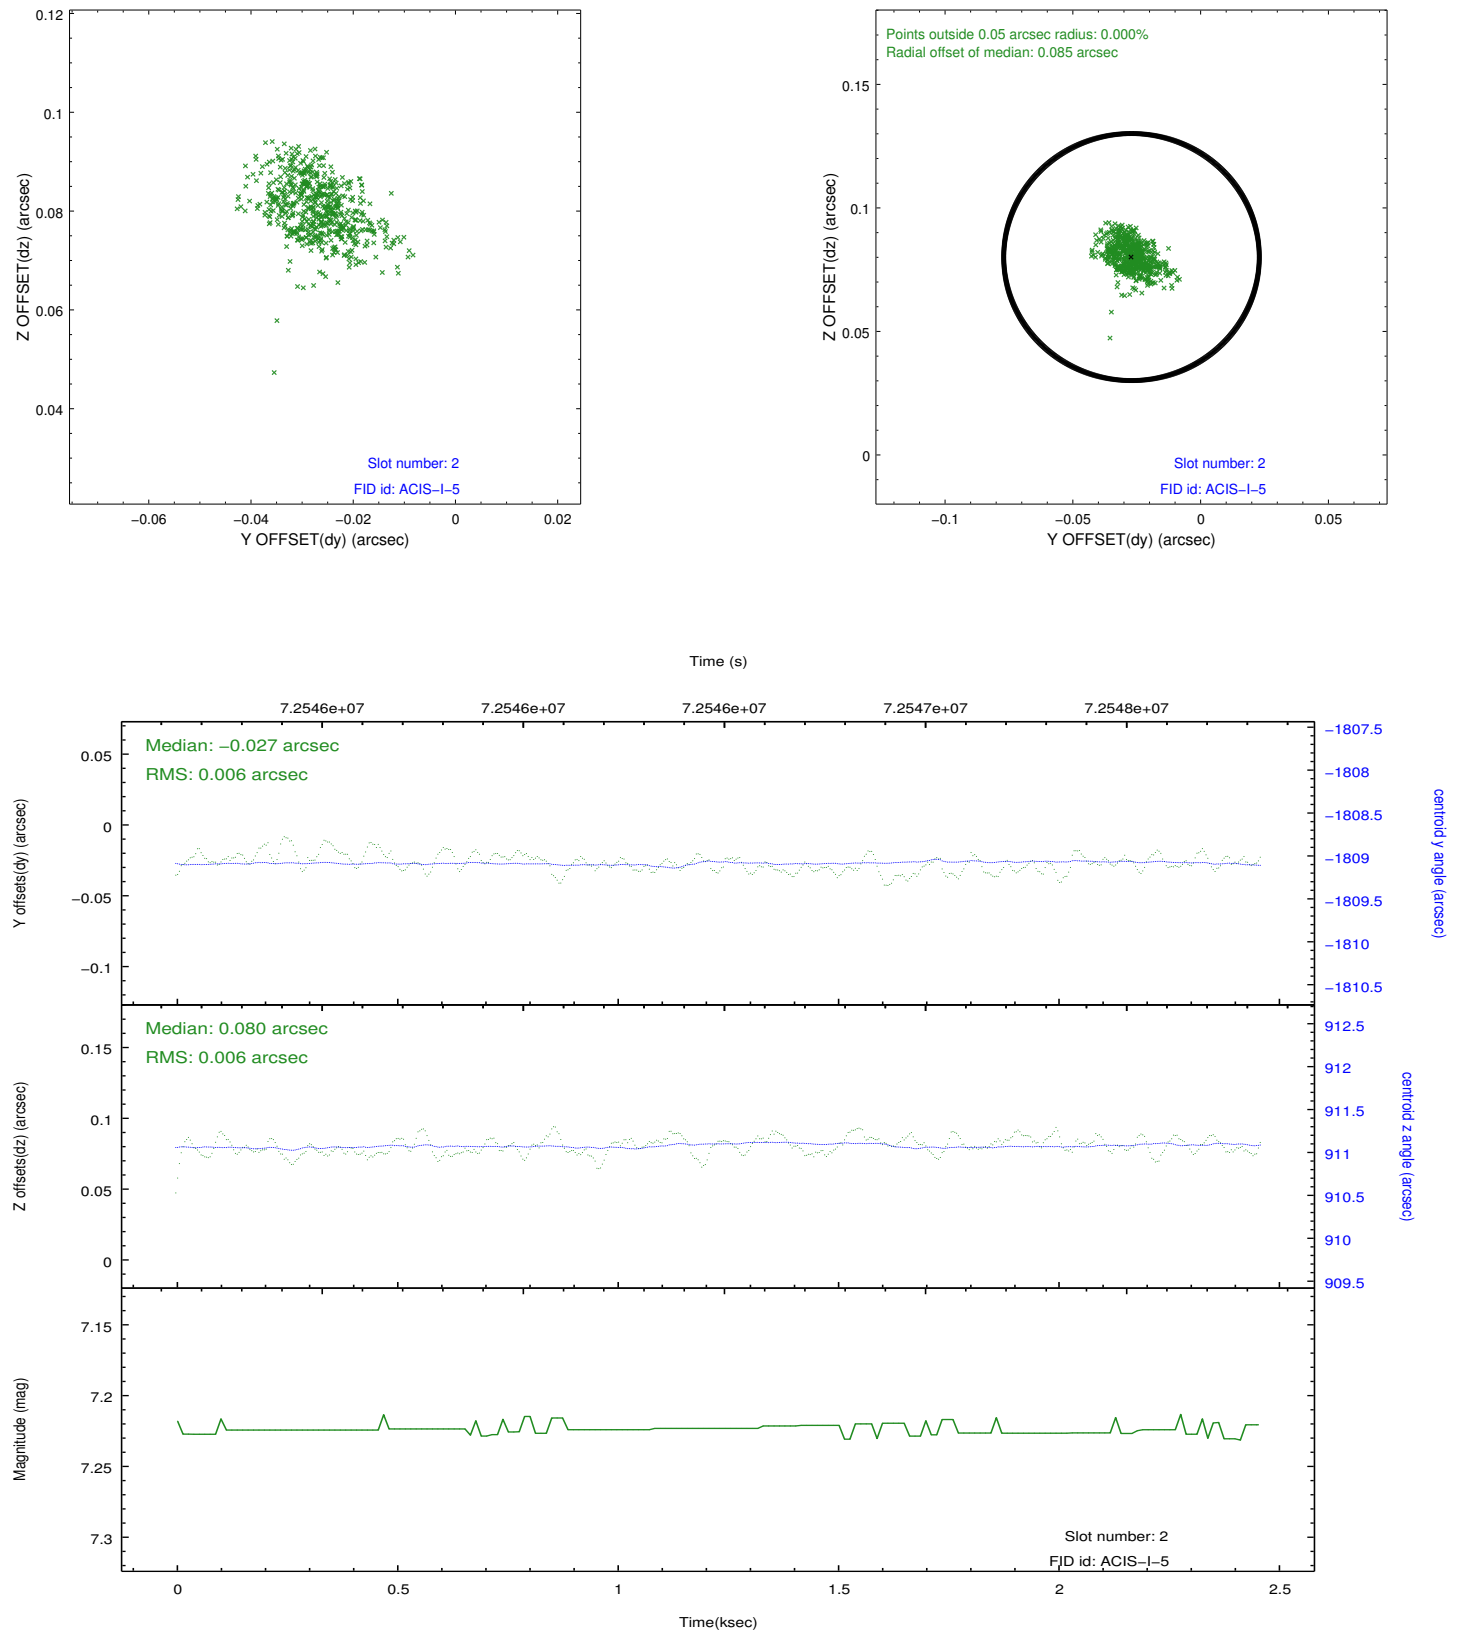 0.12
0.1
0.08
0.06
0.04
Z OFFSET(dz) (arcsec)
Slot number: 2
FID id: ACIS−I−5
−0.06 −0.04 −0.02 0 0.02
Y OFFSET(dy) (arcsec)
Points outside 0.05 arcsec radius: 0.000%
Radial offset of median: 0.085 arcsec
0.15
0.1
0.05
0
Z OFFSET(dz) (arcsec)
Slot number: 2
FID id: ACIS−I−5
−0.1 −0.05 0 0.05
Y OFFSET(dy) (arcsec)
Time (s)
7.2546e+07 7.2546e+07 7.2546e+07 7.2547e+07 7.2548e+07
Median: −0.027 arcsec
RMS: 0.006 arcsec
0.05
0
−0.05
−0.1
Y offsets(dy) (arcsec)
−1807.5
−1808
−1808.5
−1809
−1809.5
−1810
−1810.5
centroid y angle (arcsec)
Median: 0.080 arcsec
RMS: 0.006 arcsec
0.15
0.1
0.05
0
Z offsets(dz) (arcsec)
912.5
912
911.5
911
910.5
910
909.5
centroid z angle (arcsec)
7.15
7.2
7.25
7.3
Magnitude (mag)
Slot number: 2
FID id: ACIS−I−5
0 0.5 1 1.5 2 2.5
Time(ksec)